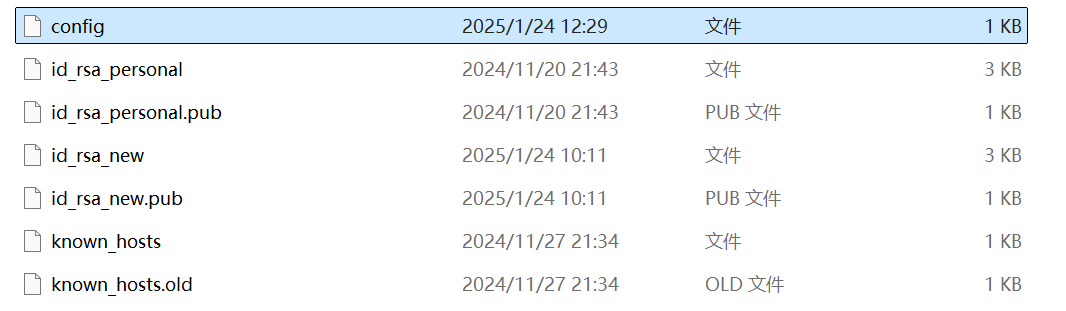 config 2025/1/24 12:29 文件 1 KB
id_rsa_personal 2024/11/20 21:43 文件 3 KB
id_rsa_personal.pub 2024/11/20 21:43 PUB 文件 1 KB
id_rsa_new 2025/1/24 10:11 文件 3 KB
id_rsa_new.pub 2025/1/24 10:11 PUB 文件 1 KB
known_hosts 2024/11/27 21:34 文件 1 KB
known_hosts.old 2024/11/27 21:34 OLD 文件 1 KB